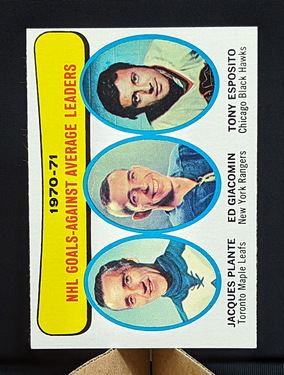 1970-71
NHL GOALS-AGAINST AVERAGE LEADERS
JACQUES PLANTE
Toronto Maple Leafs
ED GIACOMIN
New York Rangers
TONY ESPOSITO
Chicago Black Hawks